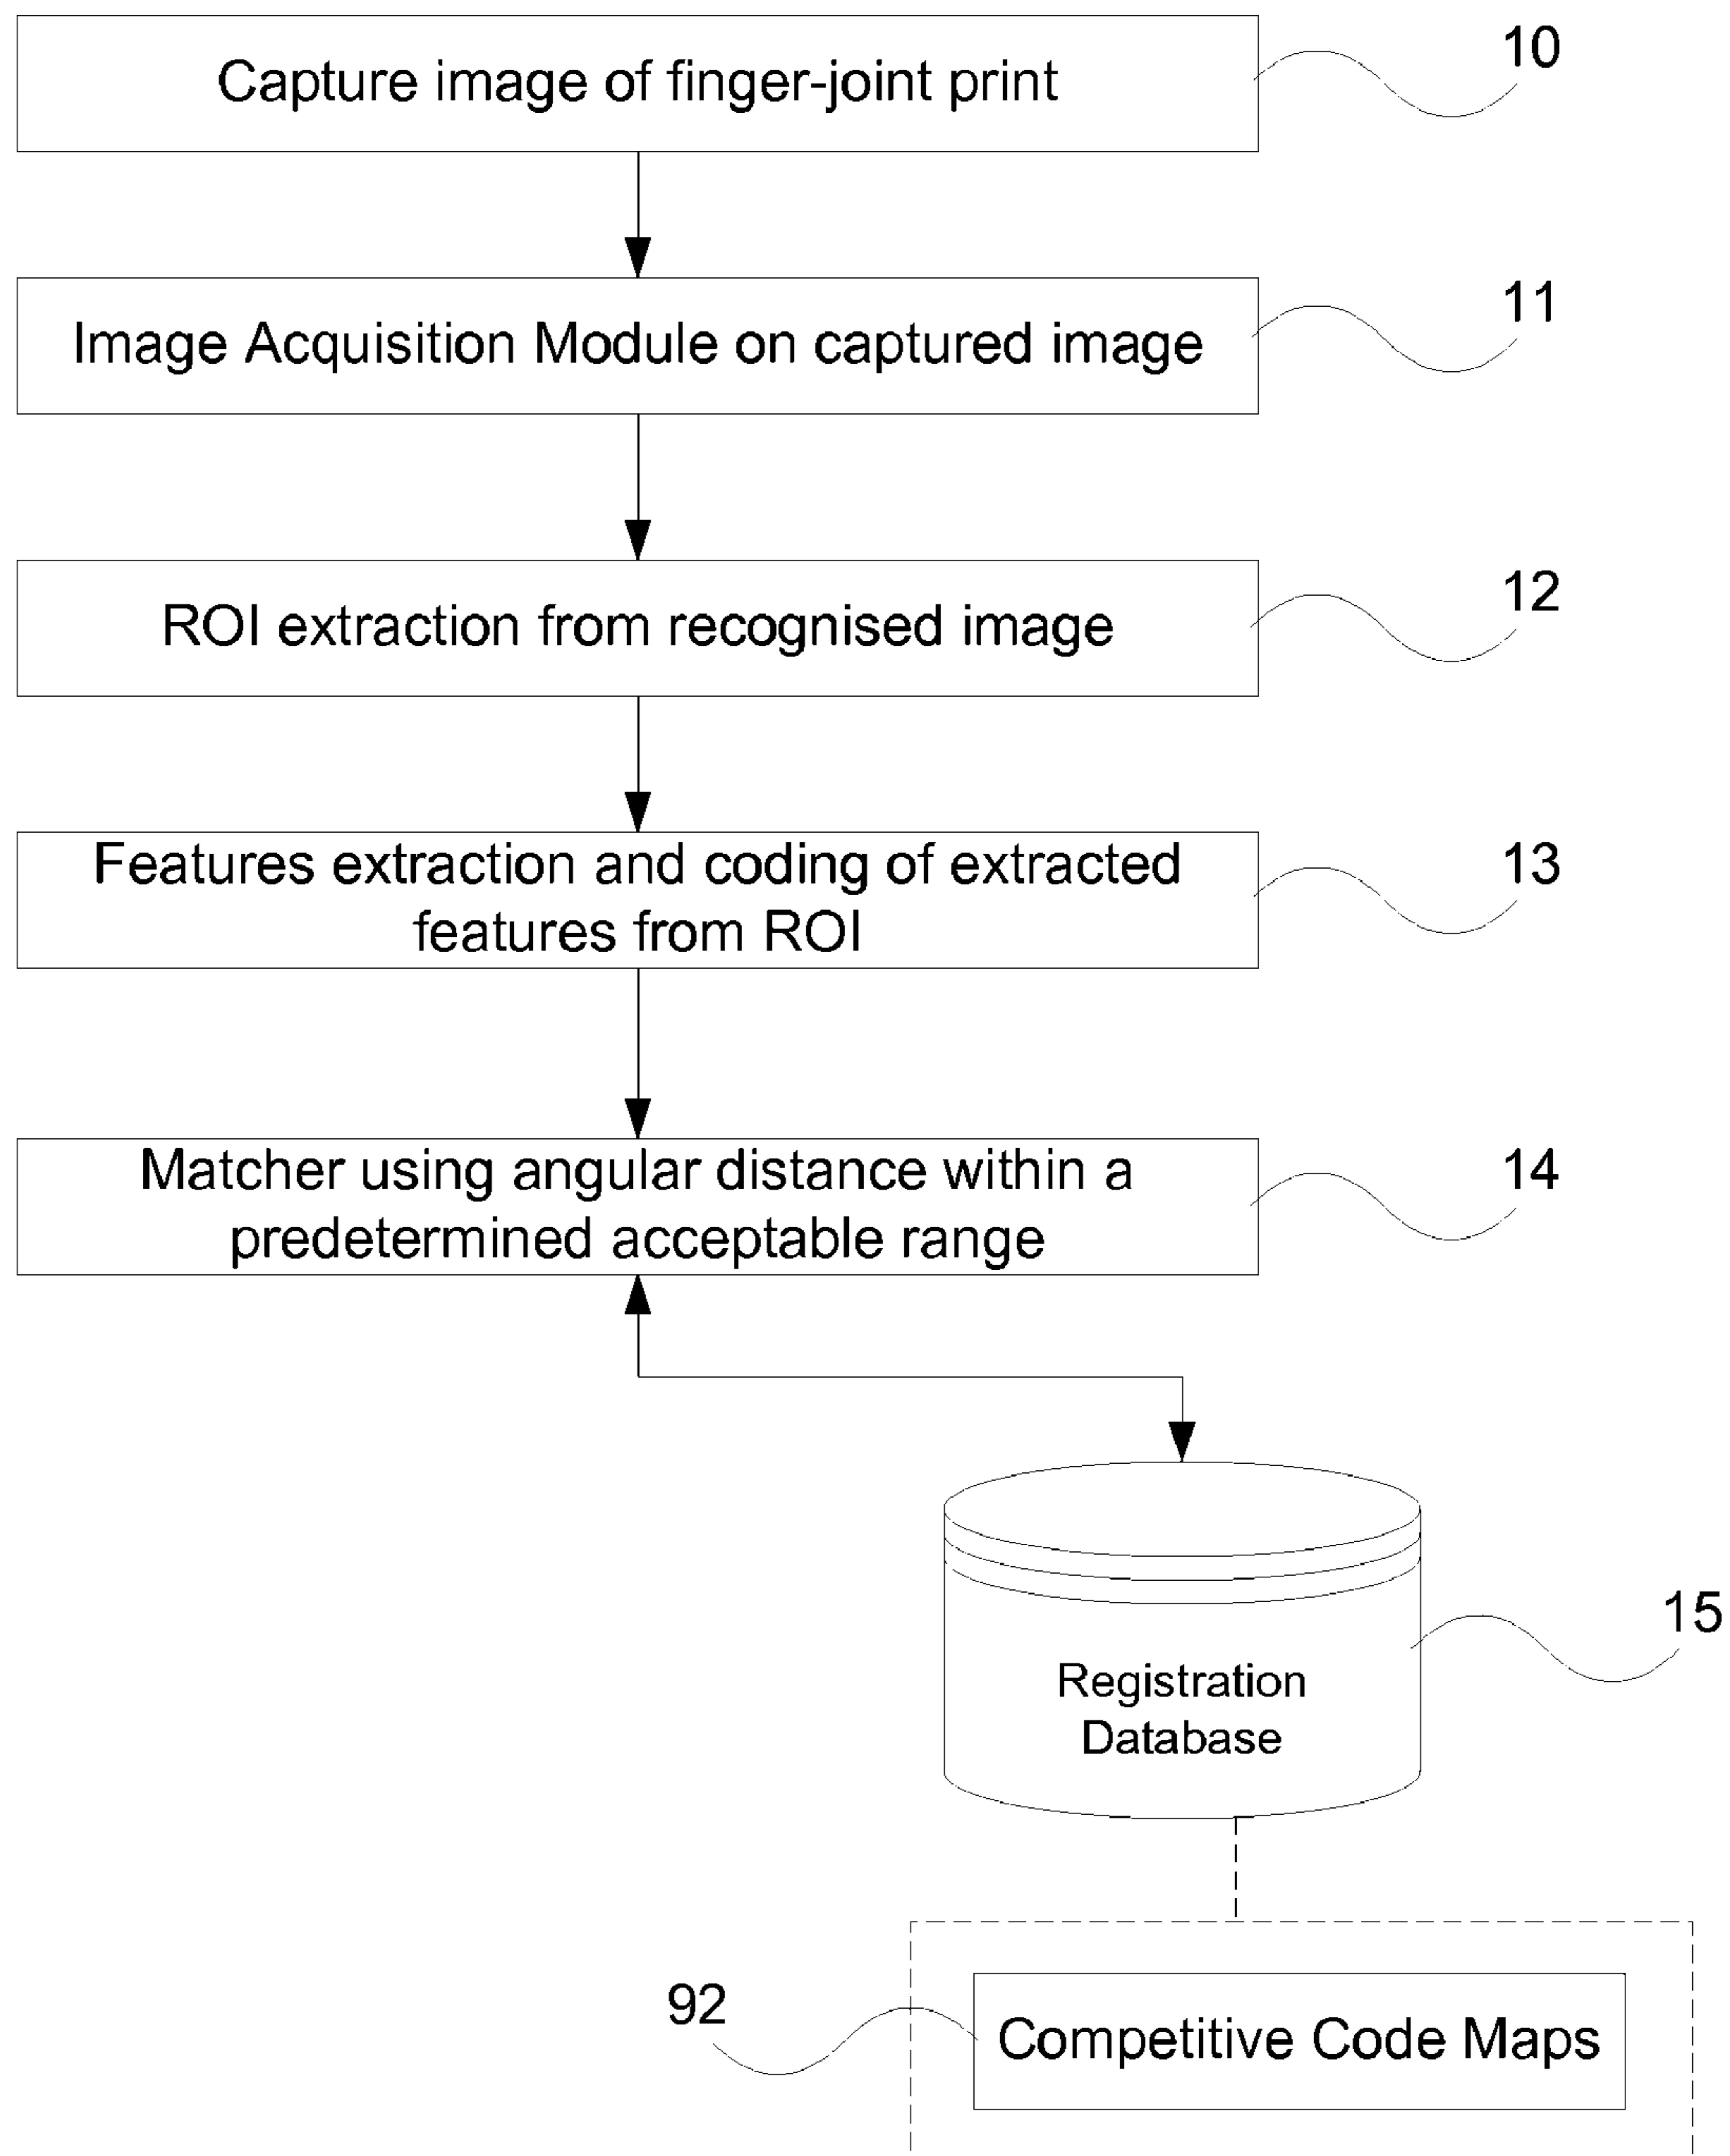 Capture image of finger-joint print
10
Image Acquisition Module on captured image
11
ROI extraction from recognised image
12
Features extraction and coding of extracted
features from ROI
13
Matcher using angular distance within a
predetermined acceptable range
14
Registration
Database
15
92
Competitive Code Maps